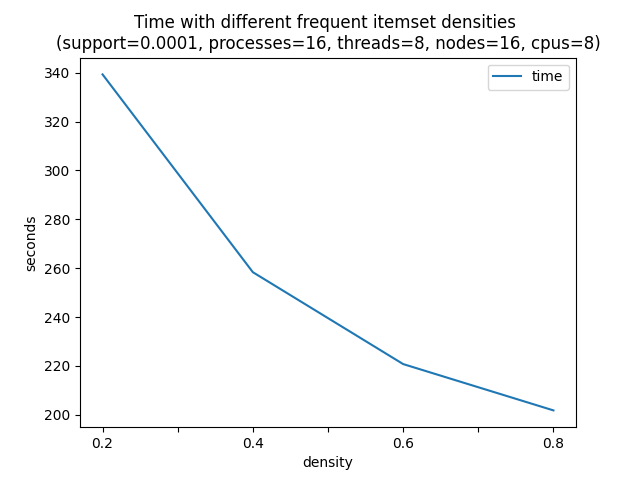 Time with different frequent itemset densities
(support=0.0001, processes=16, threads=8, nodes=16, cpus=8)
time
340
320
300
280
260
240
220
200
seconds
0.2 0.4 0.6 0.8
density